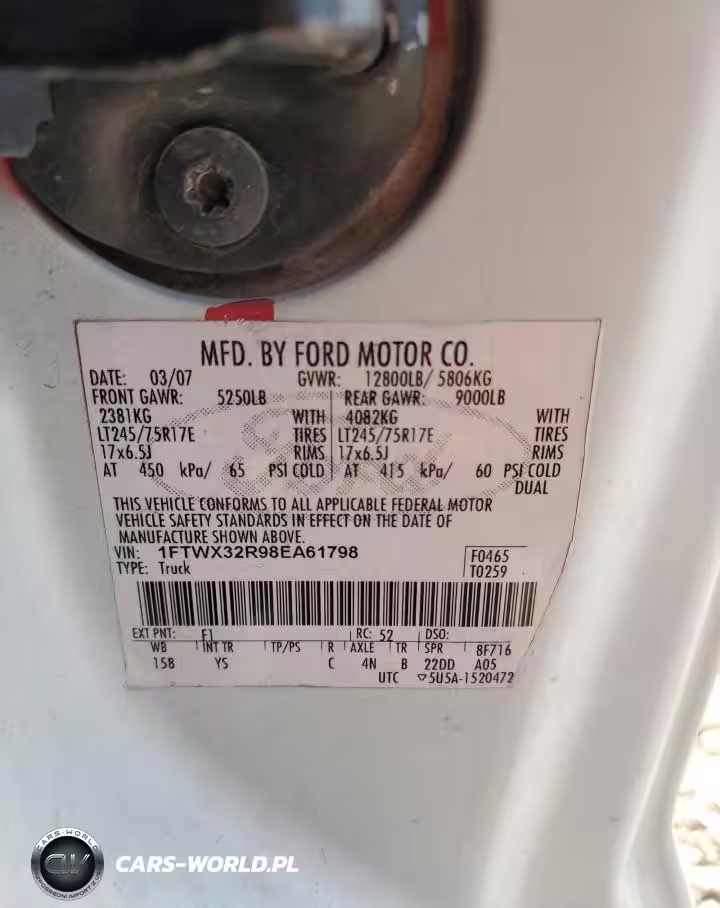 MFD. BY FORD MOTOR CO.
DATE: 03/07 GVWR: 12800LB/ 5806KG
FRONT GAWR: 5250LB REAR GAWR: 9000LB
2381KG WITH 4082KG WITH
LT245/75R17E TIRES LT245/75R17E TIRES
17x6.5J RIMS 17x6.5J RIMS
AT 450 kPa/ 65 PSI COLD AT 415 kPa/ 60 PSI COLD
DUAL
THIS VEHICLE CONFORMS TO ALL APPLICABLE FEDERAL MOTOR
VEHICLE SAFETY STANDARDS IN EFFECT ON THE DATE OF
MANUFACTURE SHOWN ABOVE.
VIN: 1FTWX32R98EA61798 F0465
TYPE: Truck T0259
EXT PNT: F1 RC: 52 DSO:
WB INT TR TP/PS R AXLE TR SPR 8F716
158 YS C 4N B 22DD A05
UTC ▽5U5A-1520472
CARS-WORLD
CW
CARS-WORLD.PL